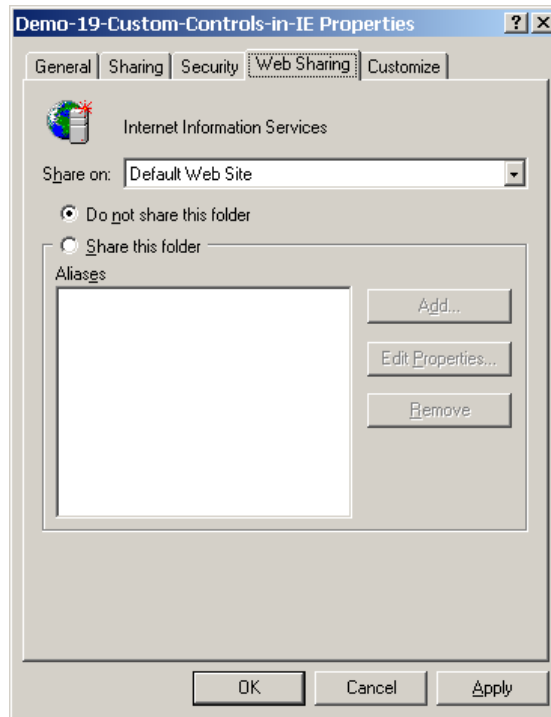 Demo-19-Custom-Controls-in-IE Properties ? X
General Sharing Security Web Sharing Customize
Internet Information Services
Share on: Default Web Site
Do not share this folder
Share this folder
Aliases
Add...
Edit Properties...
Remove
OK Cancel Apply